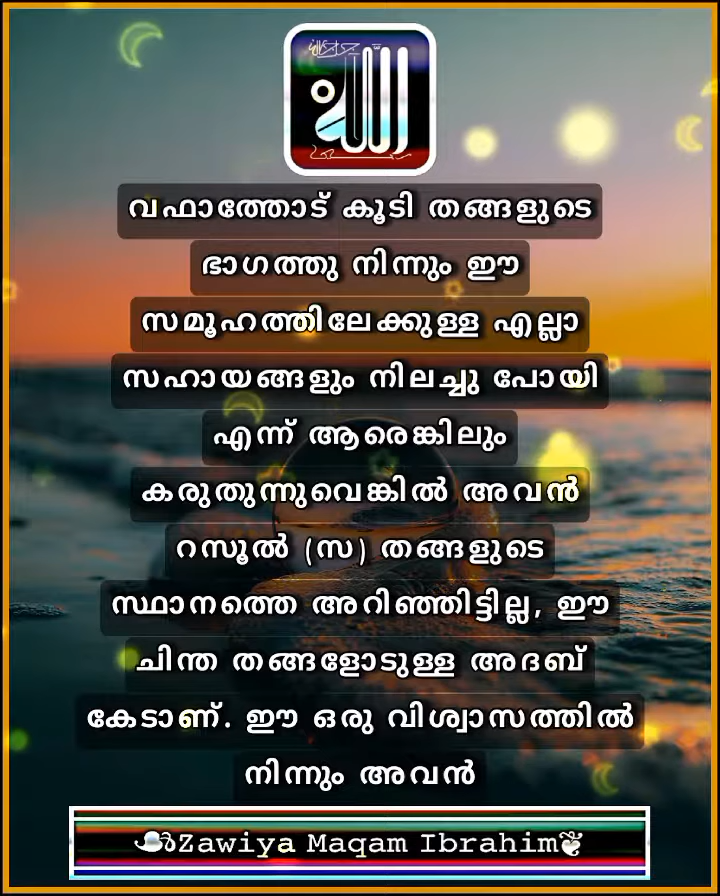 الله
വഫാത്തോട് കൂടി തങ്ങളുടെ
ഭാഗത്തു നിന്നും ഈ
സമൂഹത്തിലേക്കുള്ള എല്ലാ
സഹായങ്ങളും നിലച്ചു പോയി
എന്ന് ആരെങ്കിലും
കരുതുന്നുവെങ്കിൽ അവൻ
റസൂൽ (സ) തങ്ങളുടെ
സ്ഥാനത്തെ അറിഞ്ഞിട്ടില്ല, ഈ
ചിന്ത തങ്ങളോടുള്ള അദബ്
കേടാണ്. ഈ ഒരു വിശ്വാസത്തിൽ
നിന്നും അവൻ
Zawiya Maqam Ibrahim